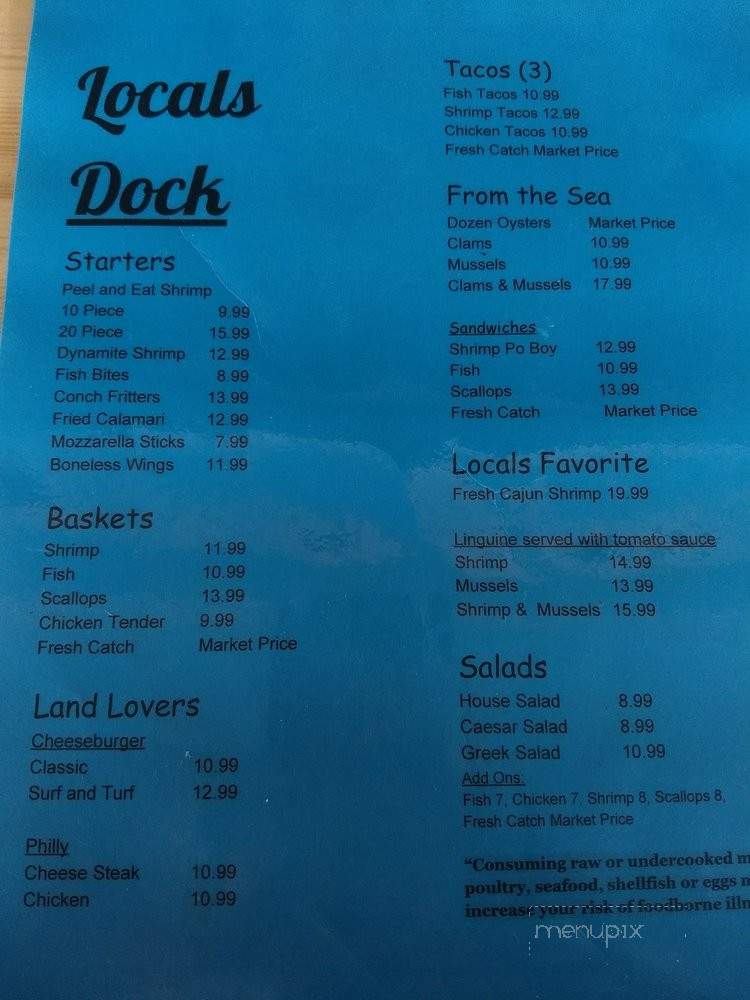 Locals
Dock
Starters
Peel and Eat Shrimp
10 Piece 9.99
20 Piece 15.99
Dynamite Shrimp 12.99
Fish Bites 8.99
Conch Fritters 13.99
Fried Calamari 12.99
Mozzarella Sticks 7.99
Boneless Wings 11.99
Baskets
Shrimp 11.99
Fish 10.99
Scallops 13.99
Chicken Tender 9.99
Fresh Catch Market Price
Land Lovers
Cheeseburger
Classic 10.99
Surf and Turf 12.99
Philly
Cheese Steak 10.99
Chicken 10.99
Tacos (3)
Fish Tacos 10.99
Shrimp Tacos 12.99
Chicken Tacos 10.99
Fresh Catch Market Price
From the Sea
Dozen Oysters Market Price
Clams 10.99
Mussels 10.99
Clams & Mussels 17.99
Sandwiches
Shrimp Po Boy 12.99
Fish 10.99
Scallops 13.99
Fresh Catch Market Price
Locals Favorite
Fresh Cajun Shrimp 19.99
Linguine served with tomato sauce
Shrimp 14.99
Mussels 13.99
Shrimp & Mussels 15.99
Salads
House Salad 8.99
Caesar Salad 8.99
Greek Salad 10.99
Add Ons:
Fish 7, Chicken 7, Shrimp 8, Scallops 8,
Fresh Catch Market Price
“Consuming raw or undercooked
poultry, seafood, shellfish or eggs
increase your risk of foodborne
menupix